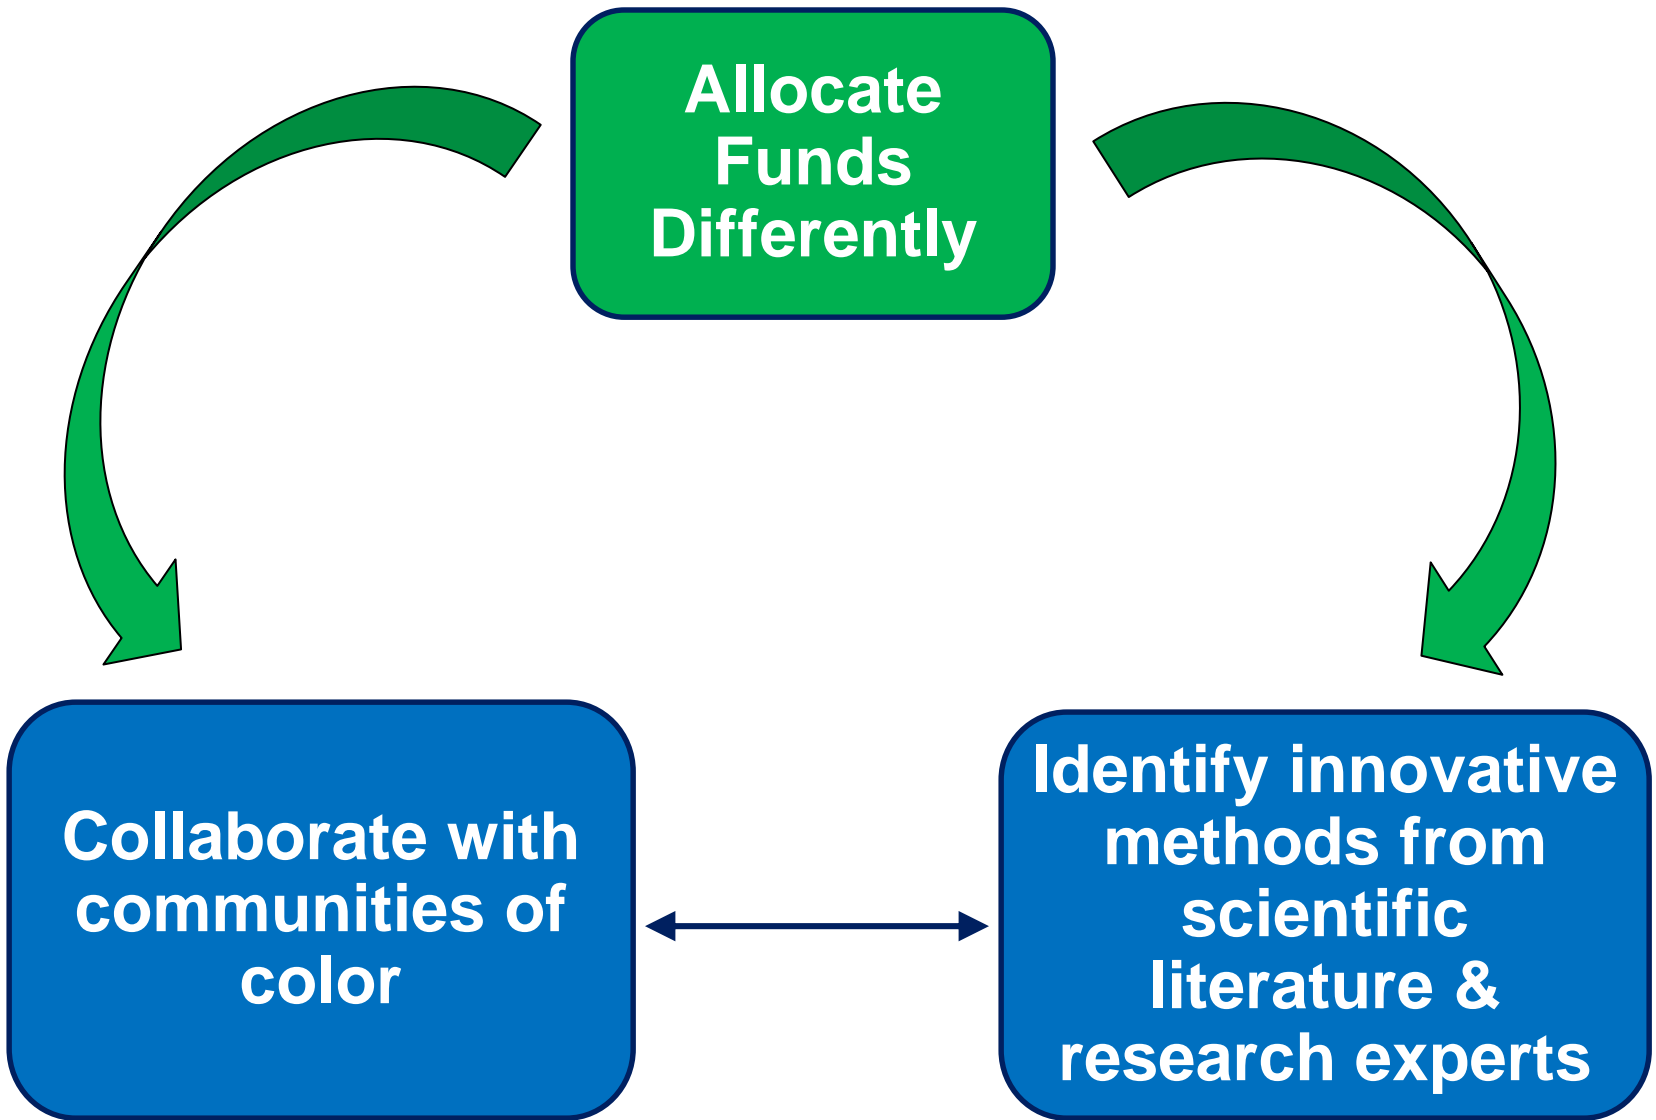 Allocate
Funds
Differently
Collaborate with
communities of
color
Identify innovative
methods from
scientific
literature &
research experts